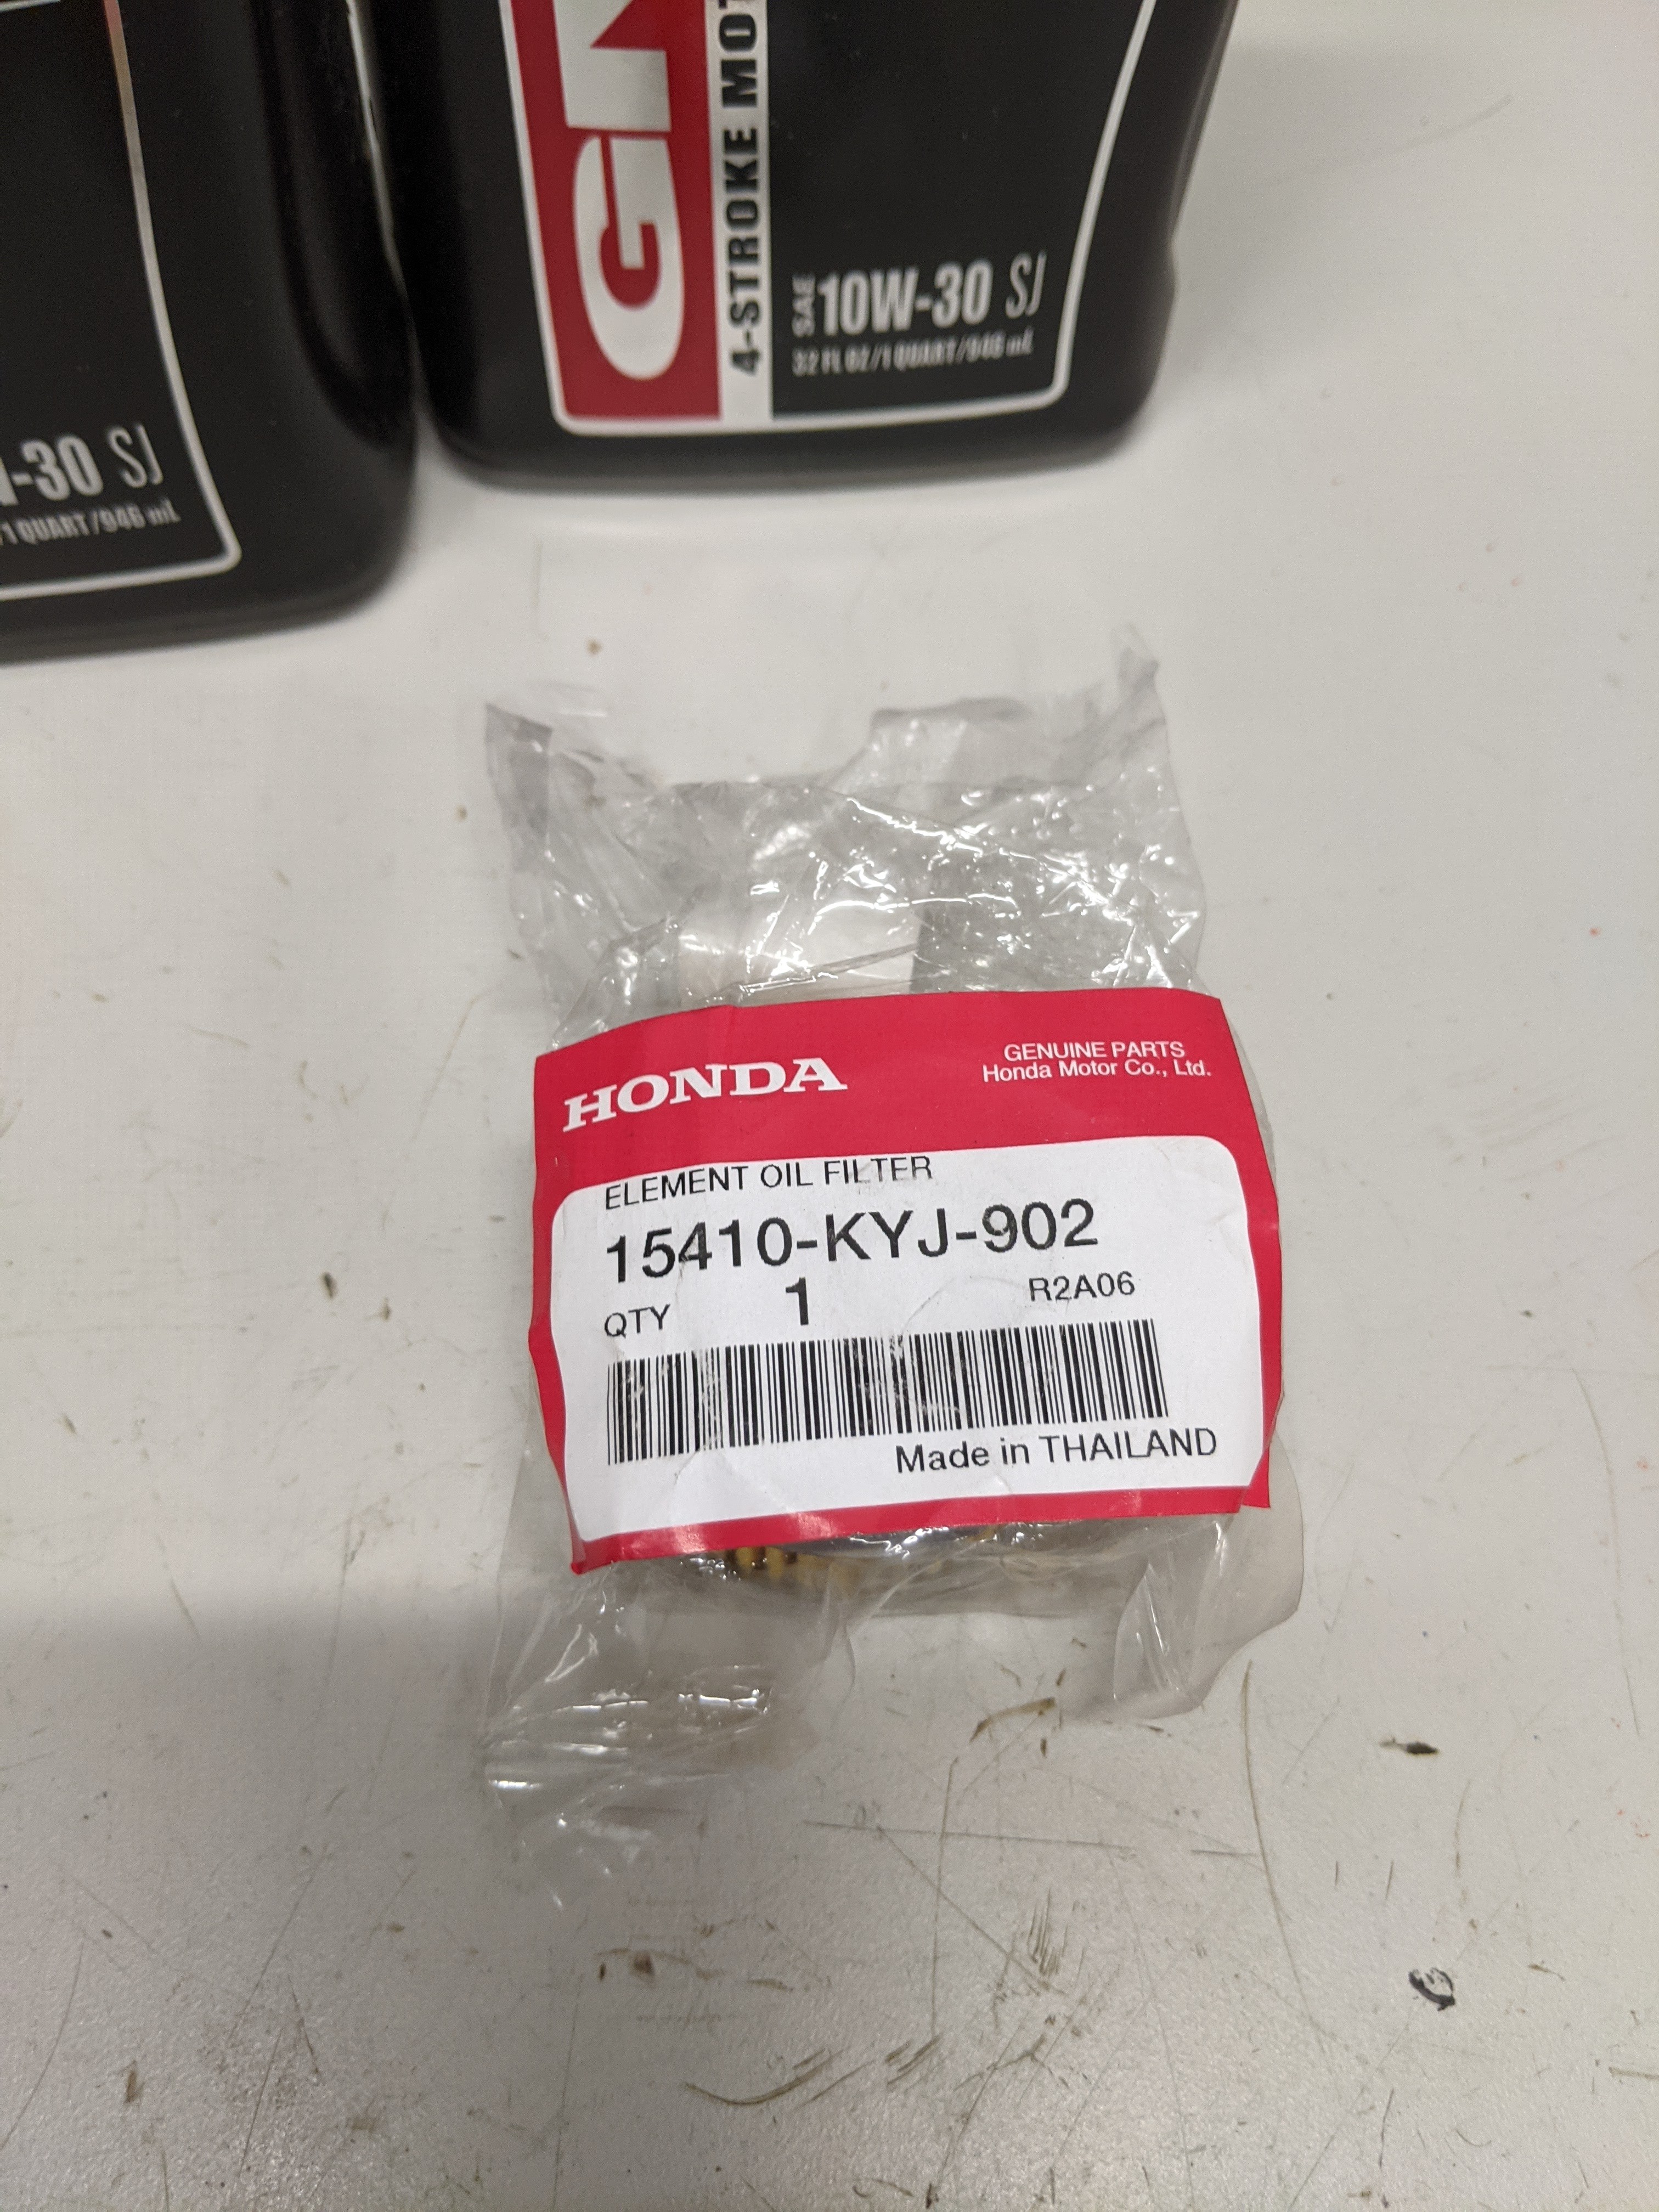 4-STROKE
SAE 10W-30 SJ
32 FL OZ/1 QUART/946 mL
-30 SJ
/1 QUART/946 mL
HONDA
GENUINE PARTS
Honda Motor Co., Ltd.
ELEMENT OIL FILTER
15410-KYJ-902
QTY 1 R2A06
Made in THAILAND